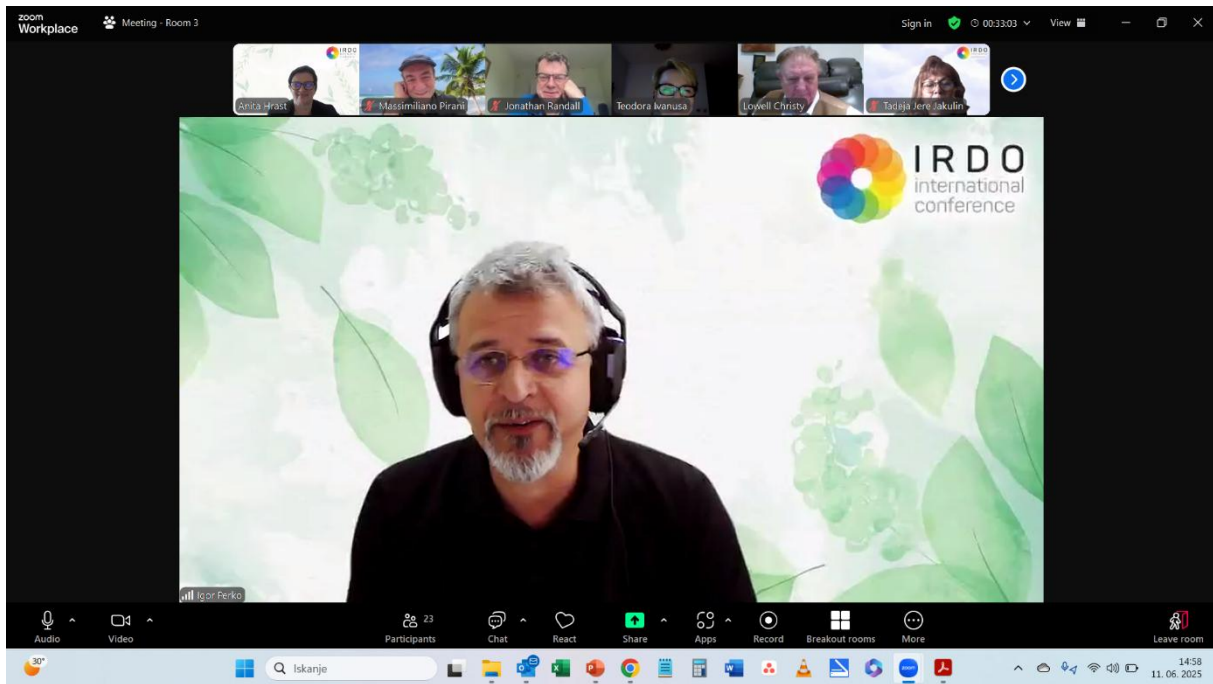 zoom
Workplace
Meeting - Room 3
Sign in
00:33:03
View
IRDO
Anita Hrast
Massimiliano Pirani
Jonathan Randall
Teodora Ivanusa
Lowell Christy
IRDO
Tadeja Jere Jakulin
IRDO
international
conference
Igor Perko
Audio
Video
23
Participants
Chat
React
Share
Apps
Record
Breakout rooms
More
Leave room
30°
Iskanje
14:58
11. 06. 2025